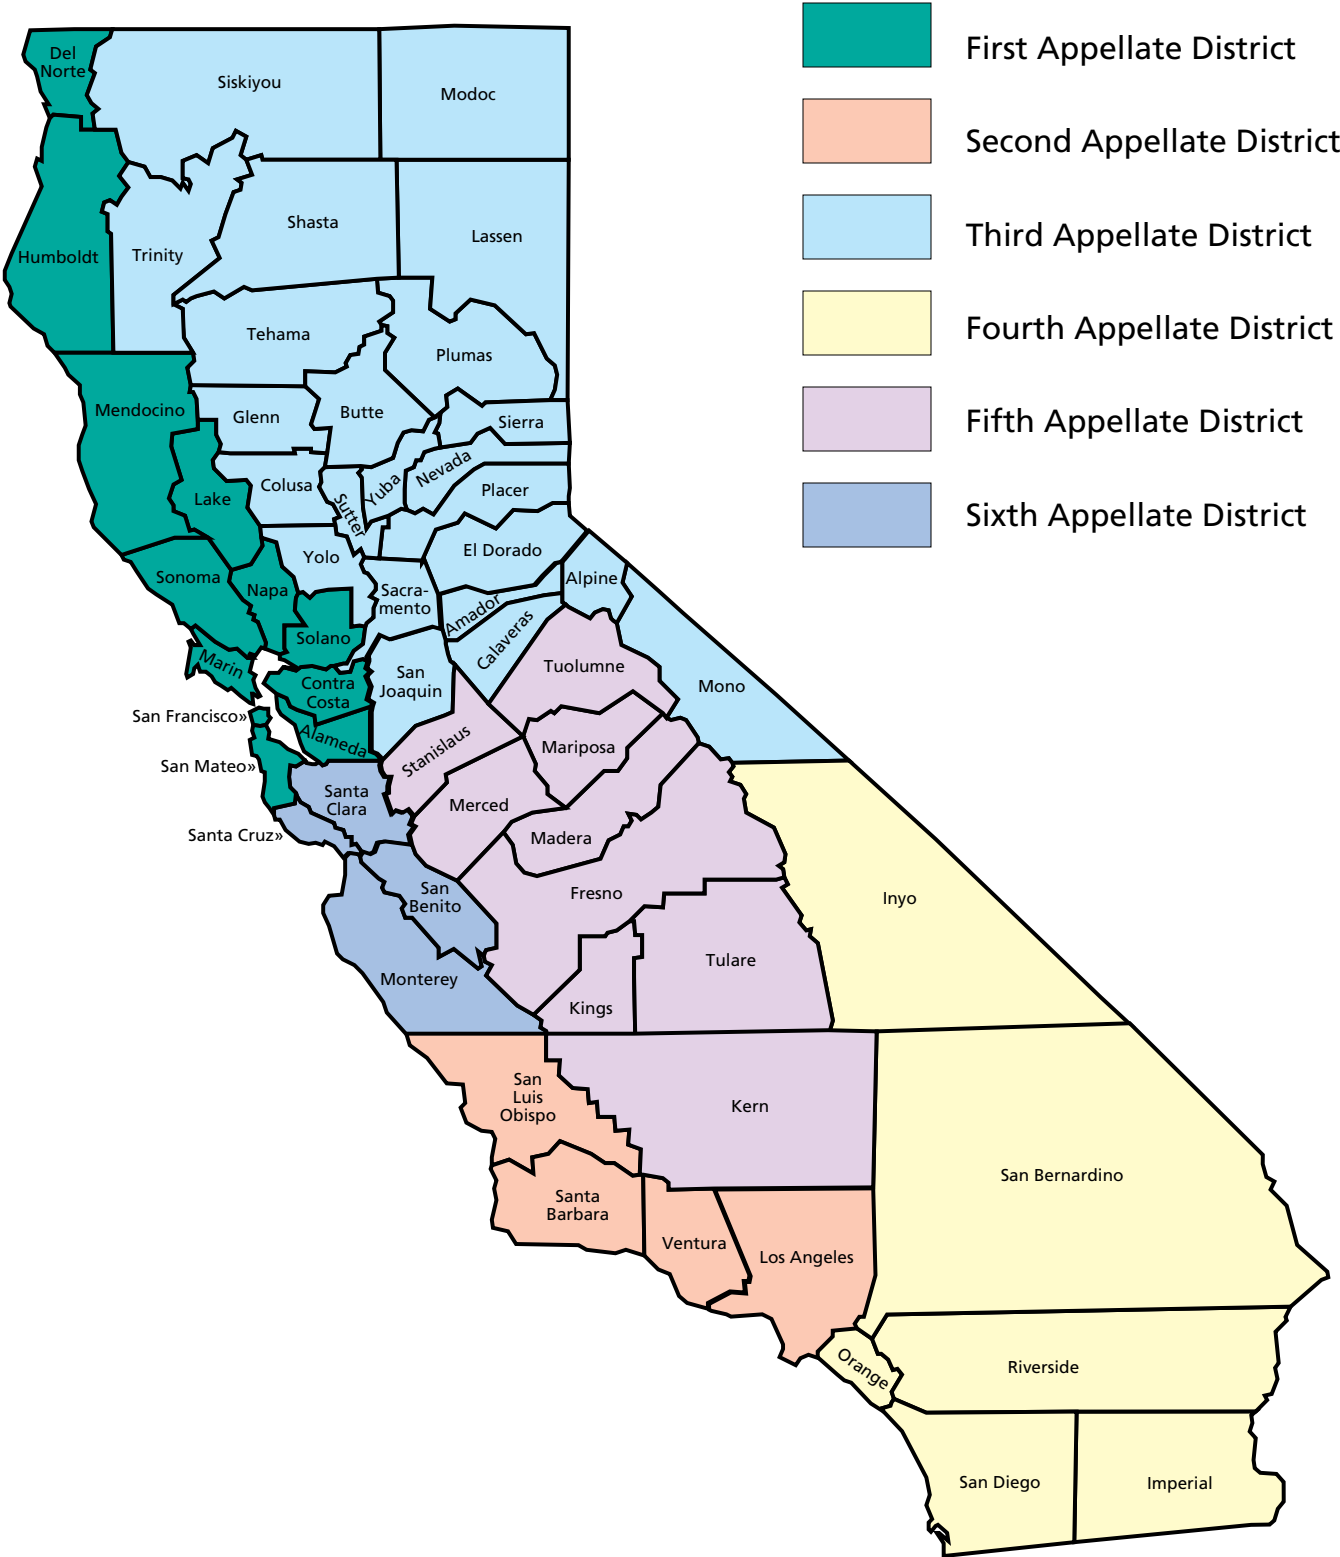 Del
Norte
Siskiyou
Modoc
Humboldt
Trinity
Shasta
Lassen
Tehama
Plumas
Mendocino
Glenn
Butte
Sierra
Lake
Colusa
Sutter
Yuba
Nevada
Placer
Sonoma
Napa
Yolo
Sacra-
mento
El Dorado
Alpine
Amador
Calaveras
Solano
Marin
Contra
Costa
San
Joaquin
Tuolumne
Mono
San Francisco»
Alameda
Stanislaus
Mariposa
San Mateo»
Santa
Clara
Merced
Santa Cruz»
Madera
San
Benito
Fresno
Inyo
Monterey
Kings
Tulare
San
Luis
Obispo
Kern
San Bernardino
Santa
Barbara
Ventura
Los Angeles
Orange
Riverside
San Diego
Imperial
First Appellate District
Second Appellate District
Third Appellate District
Fourth Appellate District
Fifth Appellate District
Sixth Appellate District